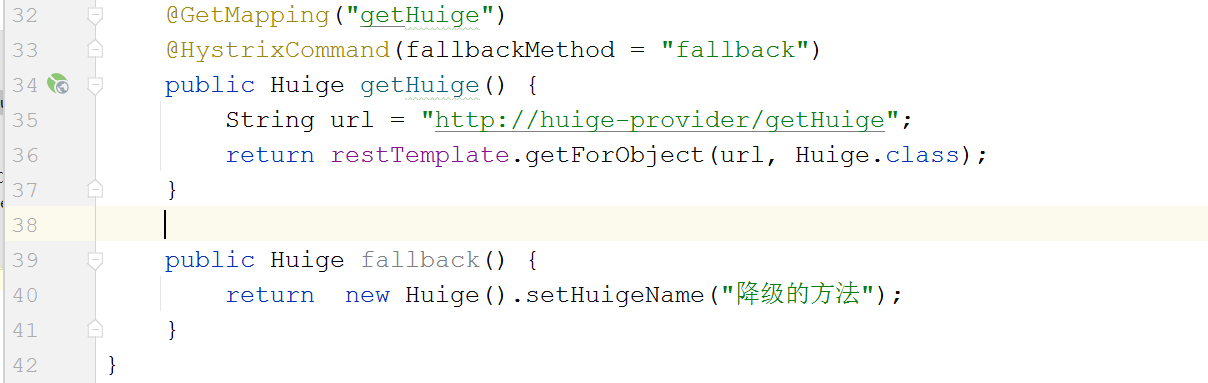 32 @GetMapping("getHuige")
33 @HystrixCommand(fallbackMethod = "fallback")
34 public Huige getHuige() {
35 String url = "http://huige-provider/getHuige";
36 return restTemplate.getForObject(url, Huige.class);
37 }
38
39 public Huige fallback() {
40 return  new Huige().setHuigeName("降级的方法");
41 }
42 }